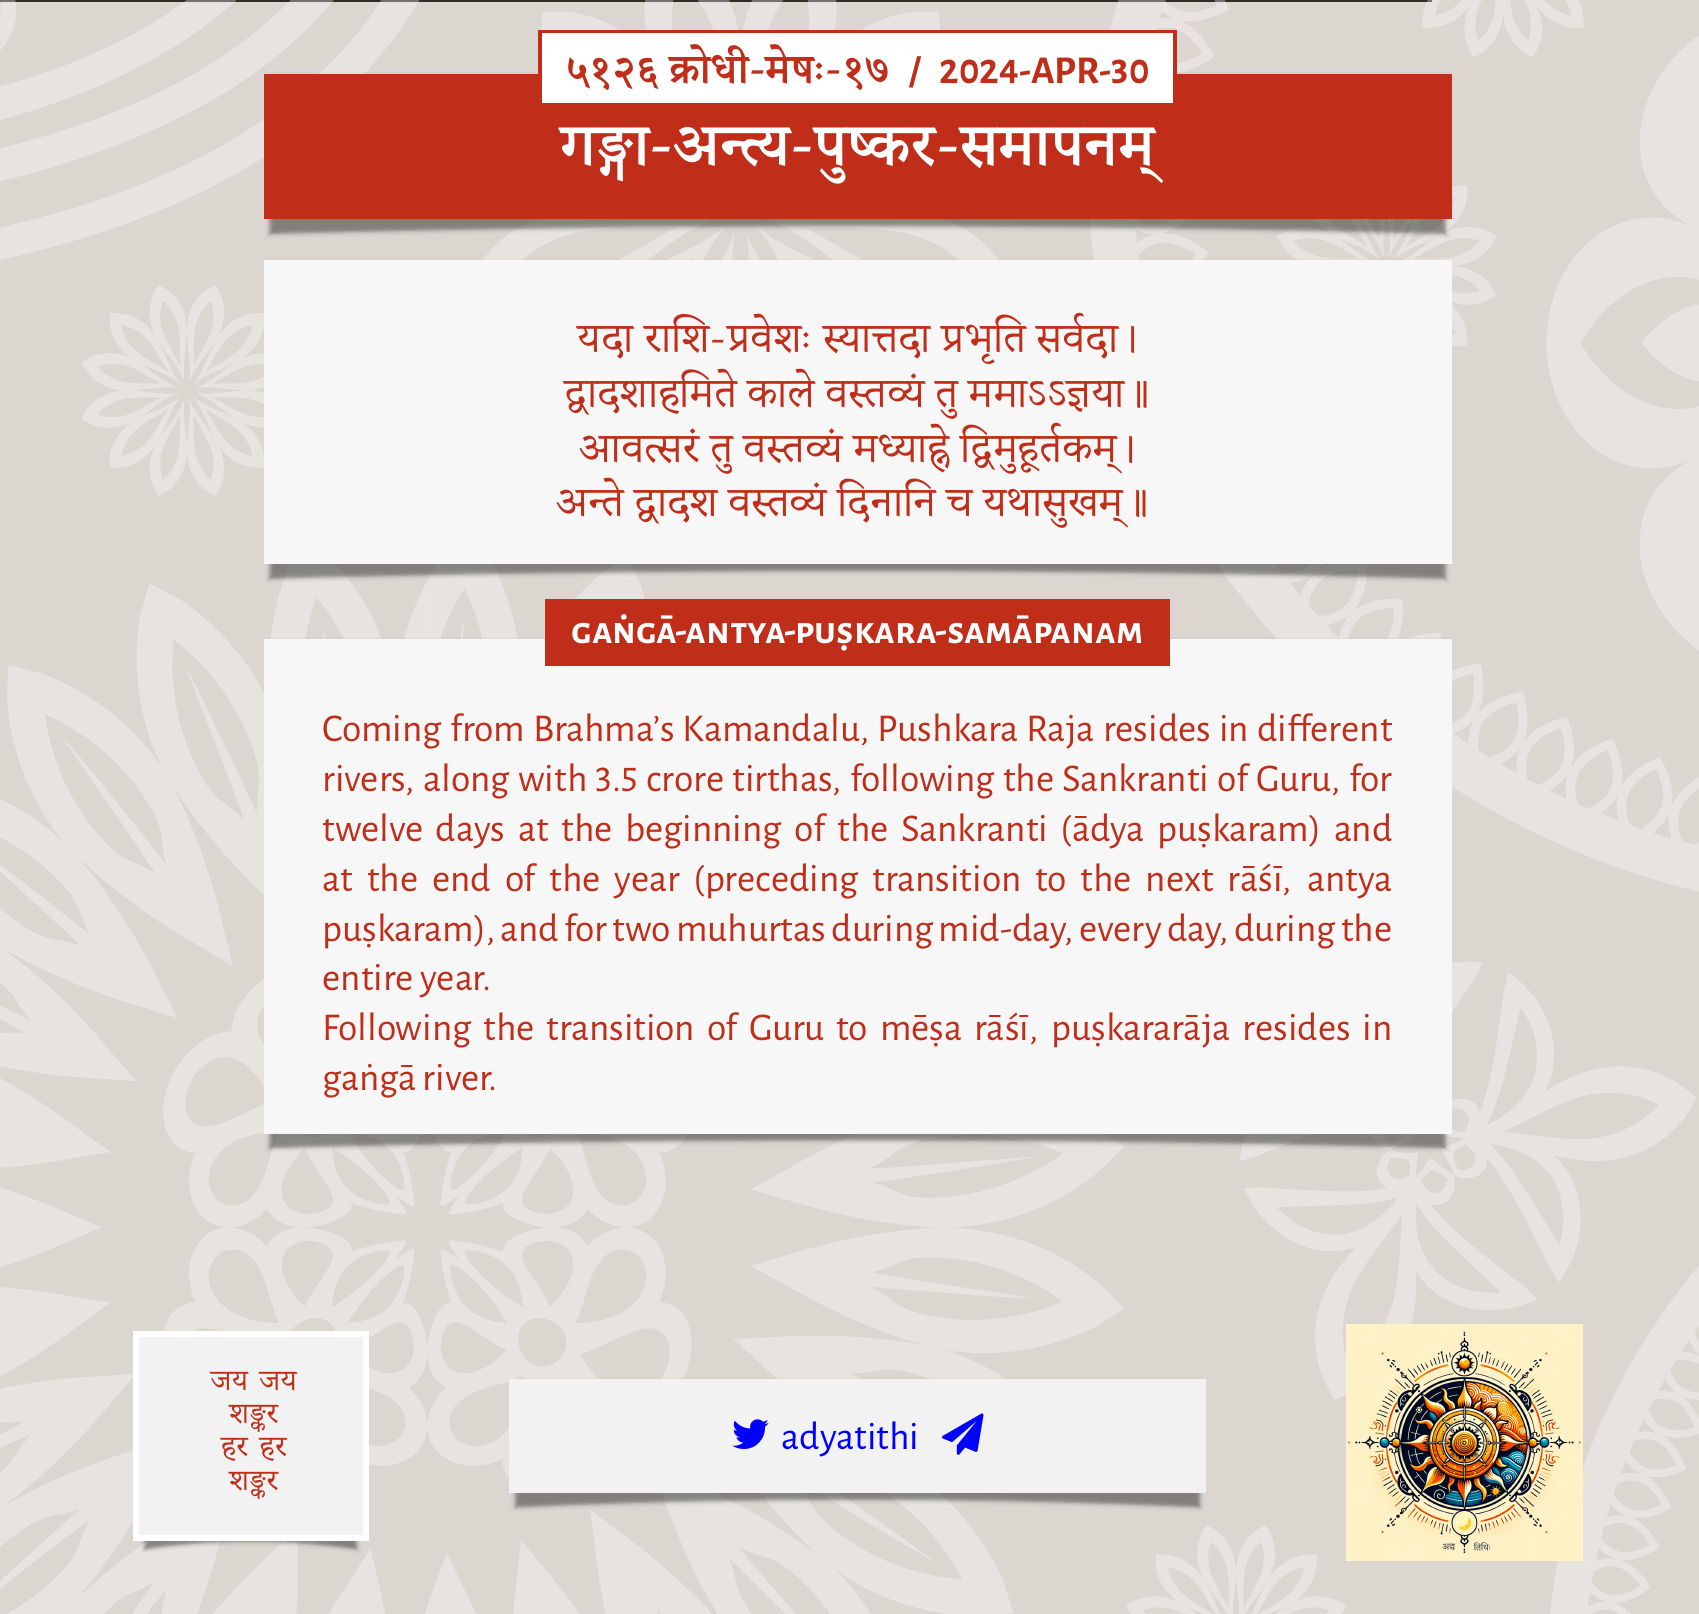 ५१२६ क्रोधी-मेषः-१७ / 2024-APR-30
गङ्गा-अन्त्य-पुष्कर-समापनम्
यदा राशि-प्रवेशः स्यात्तदा प्रभृति सर्वदा।
द्वादशाहमिते काले वस्तव्यं तु ममाऽऽज्ञया॥
आवत्सरं तु वस्तव्यं मध्याह्ने द्विमुहूर्तकम्।
अन्ते द्वादश वस्तव्यं दिनानि च यथासुखम्॥
GAṄGĀ-ANTYA-PUṢKARA-SAMĀPANAM
Coming from Brahma’s Kamandalu, Pushkara Raja resides in different
rivers, along with 3.5 crore tirthas, following the Sankranti of Guru, for
twelve days at the beginning of the Sankranti (ādya puṣkaram) and
at the end of the year (preceding transition to the next rāśī, antya
puṣkaram), and for two muhurtas during mid-day, every day, during the
entire year.
Following the transition of Guru to mēṣa rāśī, puṣkararāja resides in
gaṅgā river.
जय जय
शङ्कर
हर हर
शङ्कर
adyatithi
अद्य तिथिः